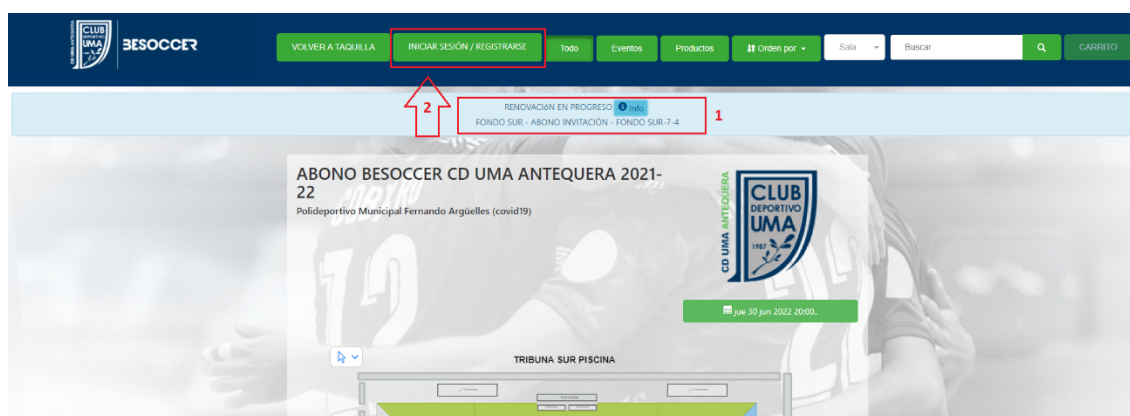 CLUB
DEPORTIVO
UMA
BESOCCER
VOLVER A TAQUILLA
INICIAR SESIÓN / REGISTRARSE
Todo
Eventos
Productos
Orden por
Sala
Buscar
CARRITO
2
RENOVACIóN EN PROGRESO Info
FONDO SUR - ABONO INVITACIÓN - FONDO SUR-7-4
1
ABONO BESOCCER CD UMA ANTEQUERA 2021-
22
Polideportivo Municipal Fernando Argüelles (covid19)
CD UMA ANTEQUERA
CLUB
DEPORTIVO
UMA
1987
jue 30 jun 2022 20:00..
TRIBUNA SUR PISCINA